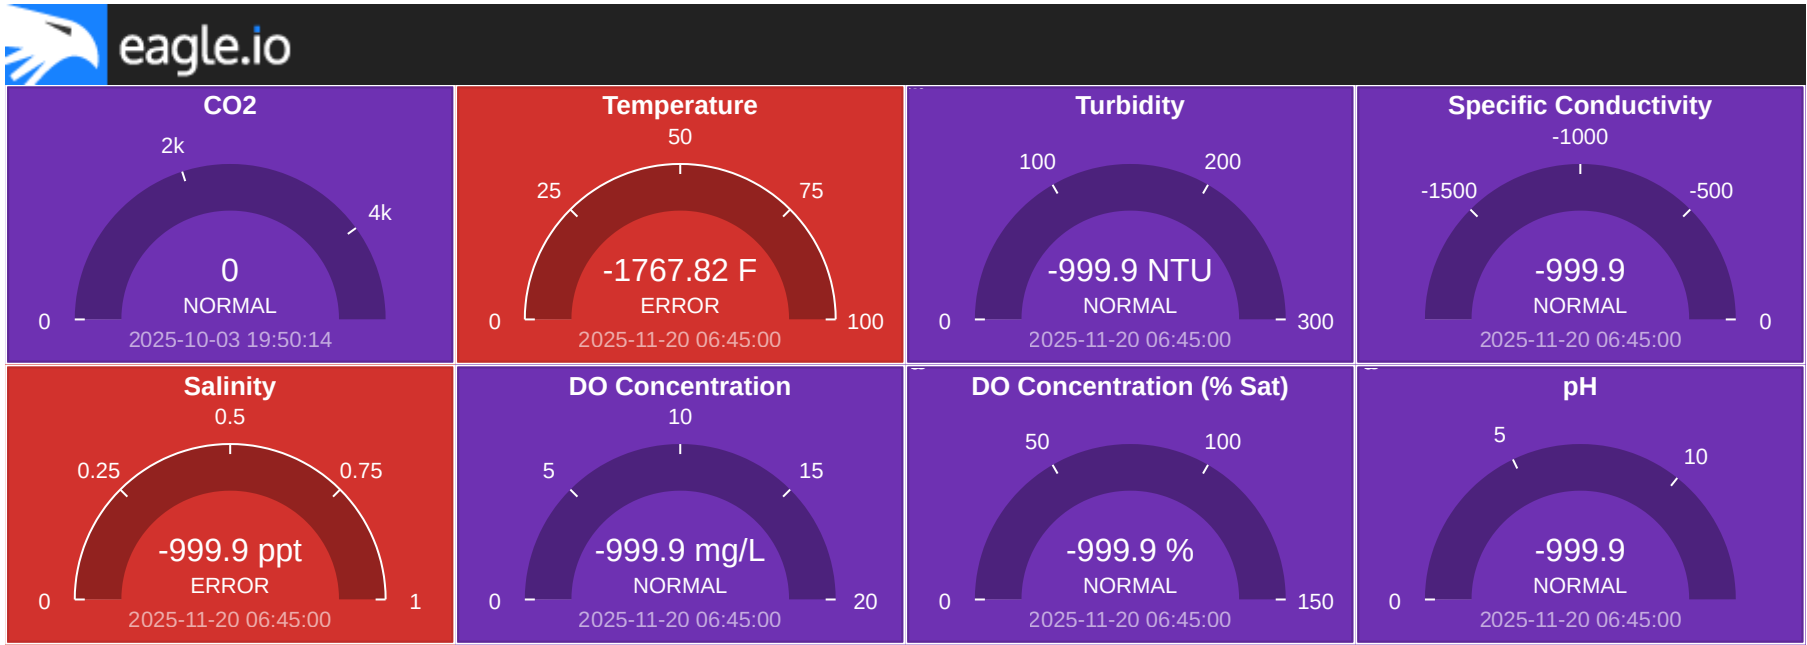 eagle.io
CO2
2k
4k
0
0
NORMAL
2025-10-03 19:50:14
Temperature
50
25
75
-1767.82 F
ERROR
0
100
2025-11-20 06:45:00
Turbidity
100
200
-999.9 NTU
NORMAL
0
300
2025-11-20 06:45:00
Specific Conductivity
-1000
-1500
-500
-999.9
NORMAL
0
2025-11-20 06:45:00
Salinity
0.5
0.25
0.75
-999.9 ppt
ERROR
0
1
2025-11-20 06:45:00
DO Concentration
10
5
15
-999.9 mg/L
NORMAL
0
20
2025-11-20 06:45:00
DO Concentration (% Sat)
50
100
-999.9 %
NORMAL
0
150
2025-11-20 06:45:00
pH
5
10
-999.9
NORMAL
0
2025-11-20 06:45:00